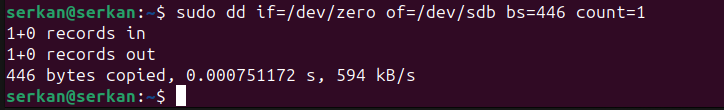 serkan@serkan:~$ sudo dd if=/dev/zero of=/dev/sdb bs=446 count=1
1+0 records in
1+0 records out
446 bytes copied, 0.000751172 s, 594 kB/s
serkan@serkan:~$